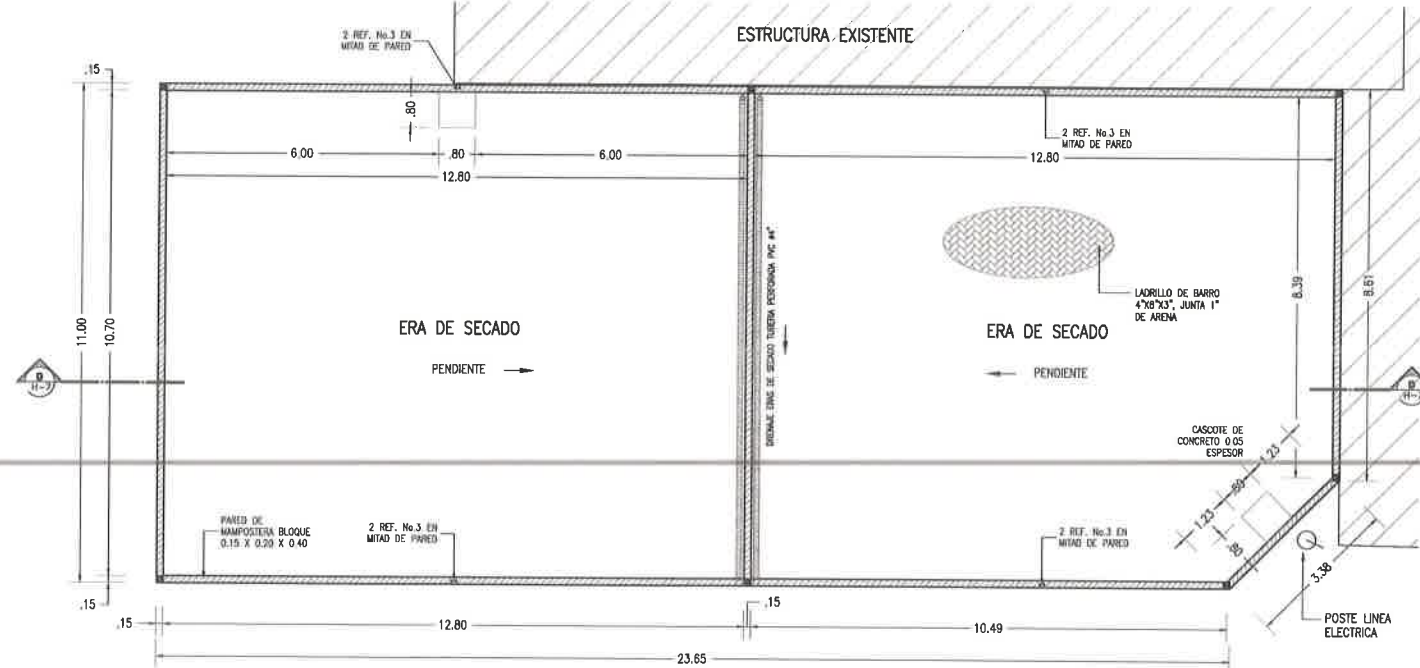 ESTRUCTURA EXISTENTE
2 REF. No.3 EN
MITAD DE PARED
.15
.80
2 REF. No.3 EN
MITAD DE PARED
6.00
.80
6.00
12.80
12.80
11.00
10.70
8.39
8.61
DRENAJE ERAS DE SECADO TUBERIA PERFORADA PVC ø4"
LADRILLO DE BARRO
4"X8"X3", JUNTA 1"
DE ARENA
ERA DE SECADO
PENDIENTE
ERA DE SECADO
PENDIENTE
H-7
CASCOTE DE
CONCRETO 0.05
ESPESOR
1.23
.80
1.23
3.38
PARED DE
MAMPOSTERA BLOQUE
0.15 X 0.20 X 0.40
2 REF. No.3 EN
MITAD DE PARED
2 REF. No.3 EN
MITAD DE PARED
.15
.15
12.80
.15
10.49
23.65
POSTE LINEA
ELECTRICA